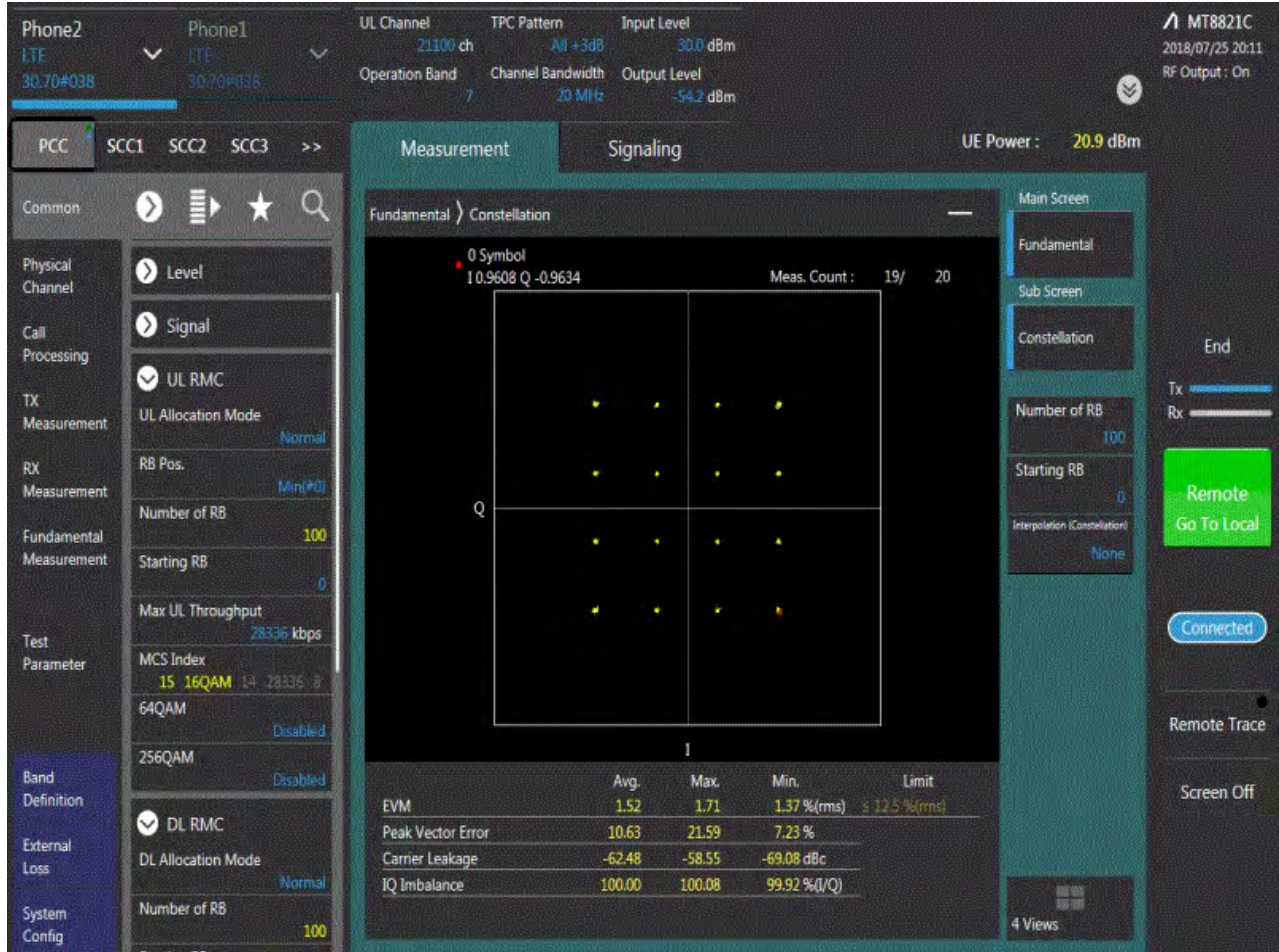 Phone2
LTE
30.70#038
Phone1
LTE
30.70#038
UL Channel
21100 ch
TPC Pattern
All +3dB
Input Level
30.0 dBm
Operation Band
7
Channel Bandwidth
20 MHz
Output Level
-54.2 dBm
MT8821C
2018/07/25 20:11
RF Output : On
PCC SCC1 SCC2 SCC3 >>
Measurement
Signaling
UE Power : 20.9 dBm
Common
Physical
Channel
Call
Processing
TX
Measurement
RX
Measurement
Fundamental
Measurement
Test
Parameter
Band
Definition
External
Loss
System
Config
Level
Signal
UL RMC
UL Allocation Mode
Normal
RB Pos.
Min(#0)
Number of RB
100
Starting RB
0
Max UL Throughput
28336 kbps
MCS Index
15 16QAM 14 28336 8
64QAM
Disabled
256QAM
Disabled
DL RMC
DL Allocation Mode
Normal
Number of RB
100
Fundamental 〉 Constellation
0 Symbol
I 0.9608 Q -0.9634
Meas. Count : 19/ 20
Q
I
Avg. Max. Min. Limit
EVM 1.52 1.71 1.37 %(rms) ≤ 12.5 %(rms)
Peak Vector Error 10.63 21.59 7.23 %
Carrier Leakage -62.48 -58.55 -69.08 dBc
IQ Imbalance 100.00 100.08 99.92 %(I/Q)
Main Screen
Fundamental
Sub Screen
Constellation
Number of RB
100
Starting RB
0
Interpolation (Constellation)
None
4 Views
End
Tx
Rx
Remote
Go To Local
Connected
Remote Trace
Screen Off